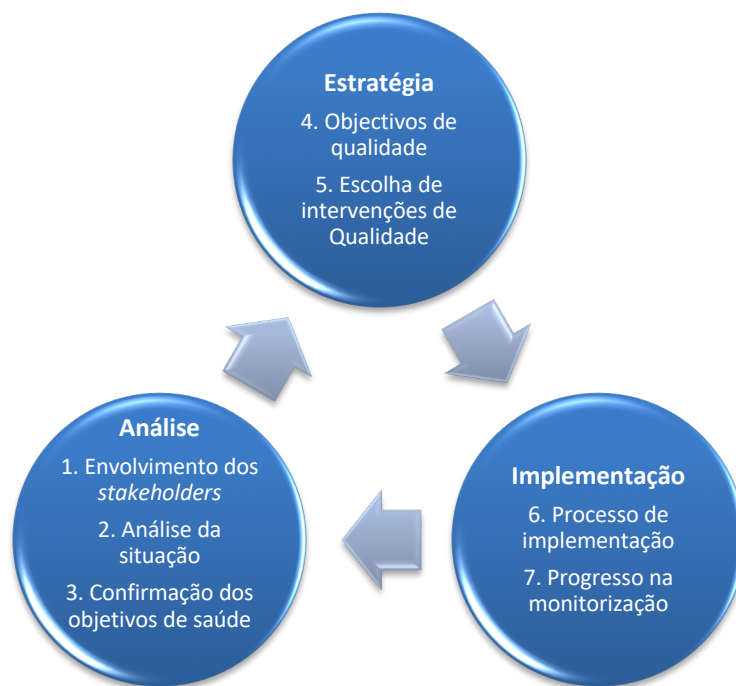 Estratégia
4. Objectivos de
qualidade
5. Escolha de
intervenções de
Qualidade
Análise
1. Envolvimento dos
stakeholders
2. Análise da
situação
3. Confirmação dos
objetivos de saúde
Implementação
6. Processo de
implementação
7. Progresso na
monitorização